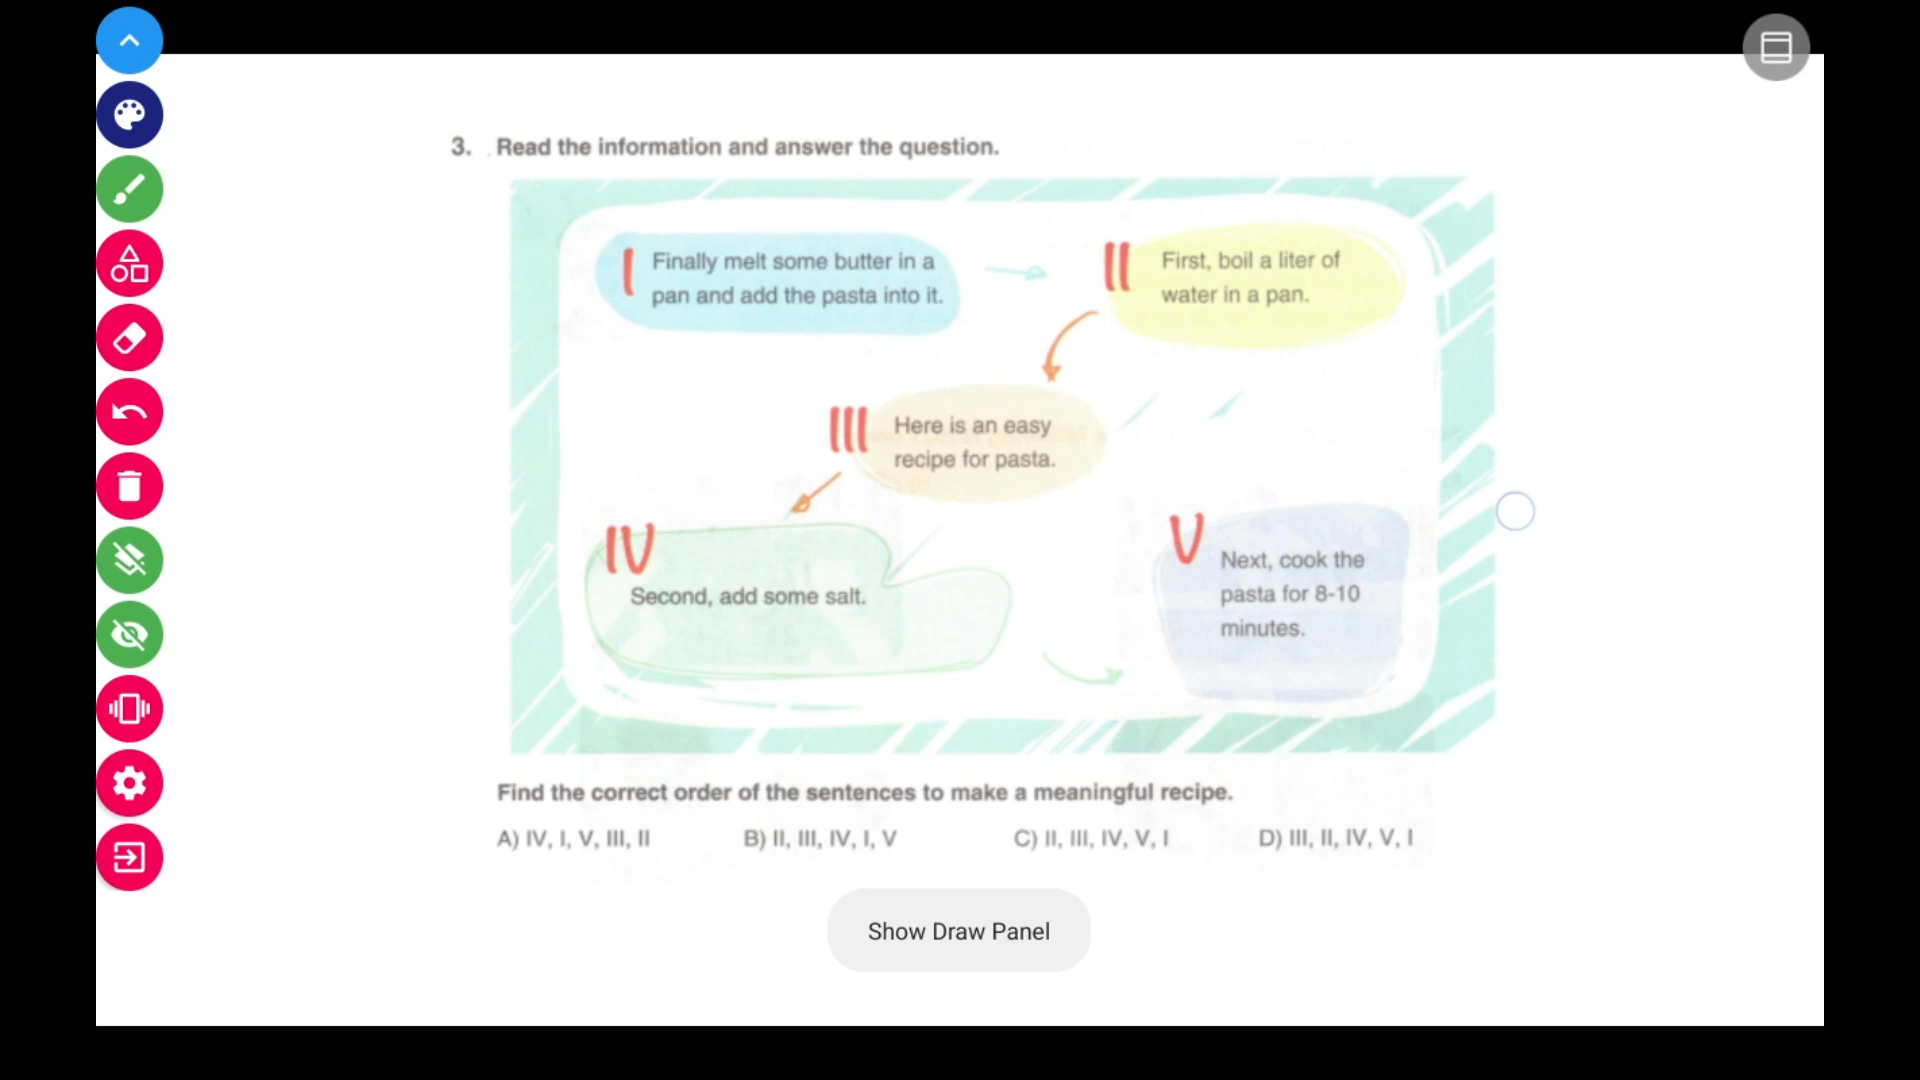 3. Read the information and answer the question.
I Finally melt some butter in a
pan and add the pasta into it.
II First, boil a liter of
water in a pan.
III Here is an easy
recipe for pasta.
IV
Second, add some salt.
V
Next, cook the
pasta for 8-10
minutes.
Find the correct order of the sentences to make a meaningful recipe.
A) IV, I, V, III, II B) II, III, IV, I, V C) II, III, IV, V, I D) III, II, IV, V, I
Show Draw Panel